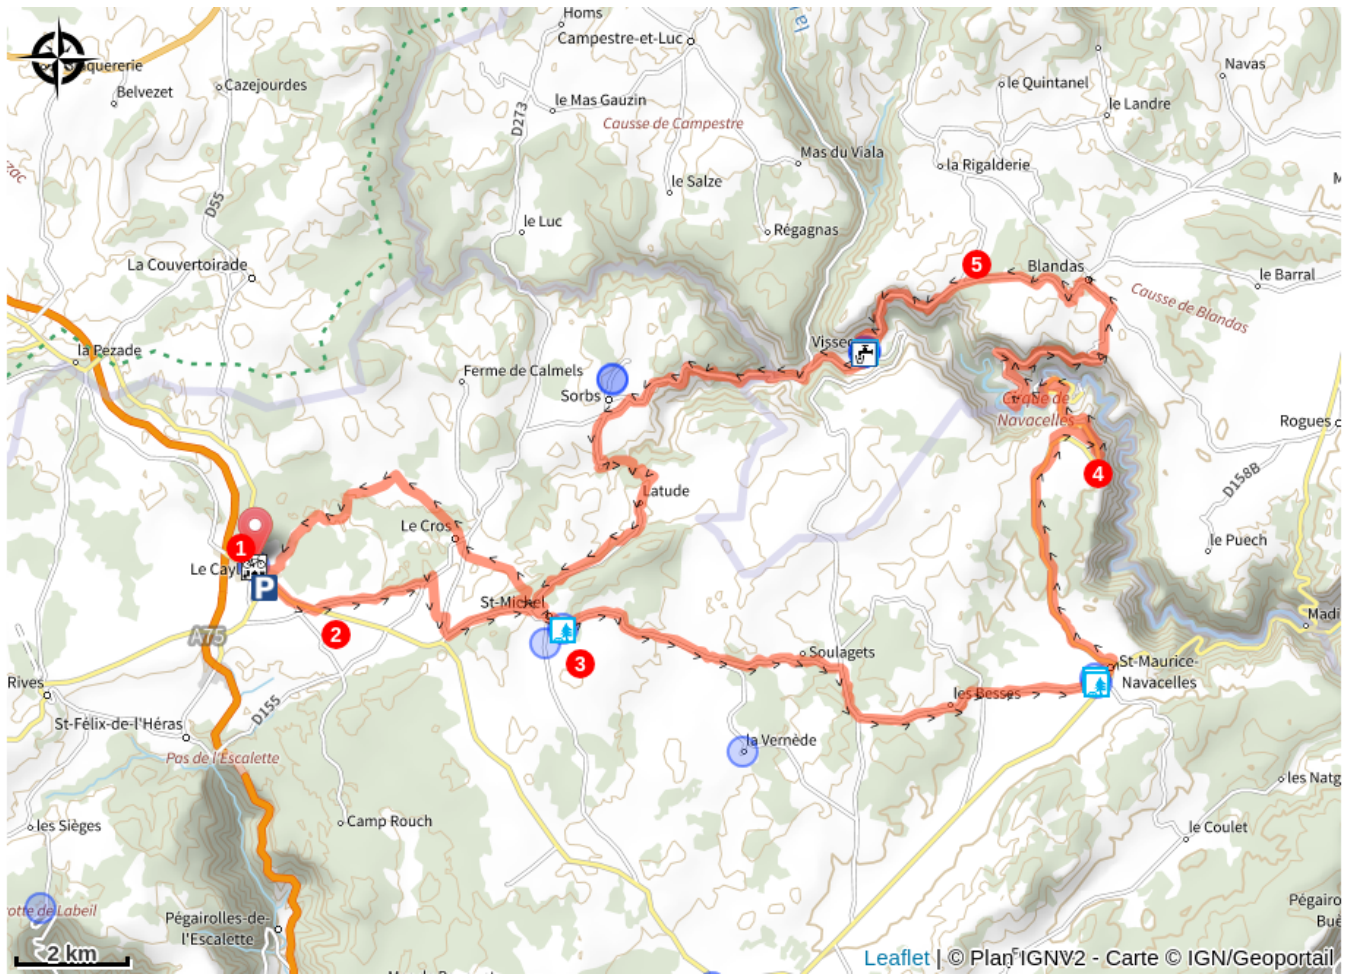 Homs
Campestre-et-Luc
Cazejourdes
Belvezet
le Mas Gauzin
D273
Causse de Campestre
Navas
le Quintanel
le Landre
Mas du Viala
la Rigalderie
le Salze
D55
le Luc
Régagnas
La Couvertoirade
5
Blandas
le Barral
Causse de Blandas
la Pezade
Ferme de Calmels
Sorbs
Cirque de
Navacelles
Rogues
4
D158B
Latude
Le Cros
le Puech
1
P
St-Michel
2
A75
3
Soulagets
St-Maurice-
Navacelles
les Besses
Madi
Rives
St-Félix-de-l'Héras
D155
Pas de l'Escalette
la Vernède
les Natg
Camp Rouch
les Sièges
le Coulet
Pégairolles-de-
l'Escalette
Pégairo
2 km
Leaflet | © Plan IGNV2 - Carte © IGN/Geoportail